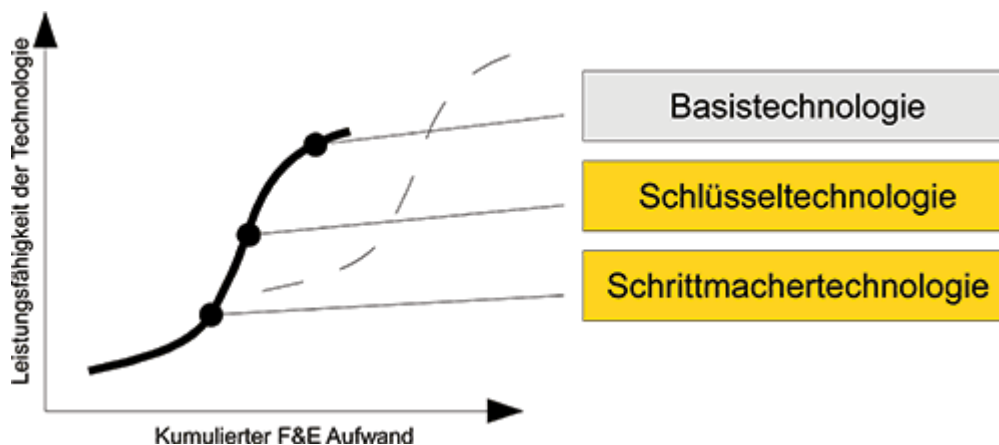 Leistungsfähigkeit der Technologie
Basistechnologie
Schlüsseltechnologie
Schrittmachertechnologie
Kumulierter F&E Aufwand